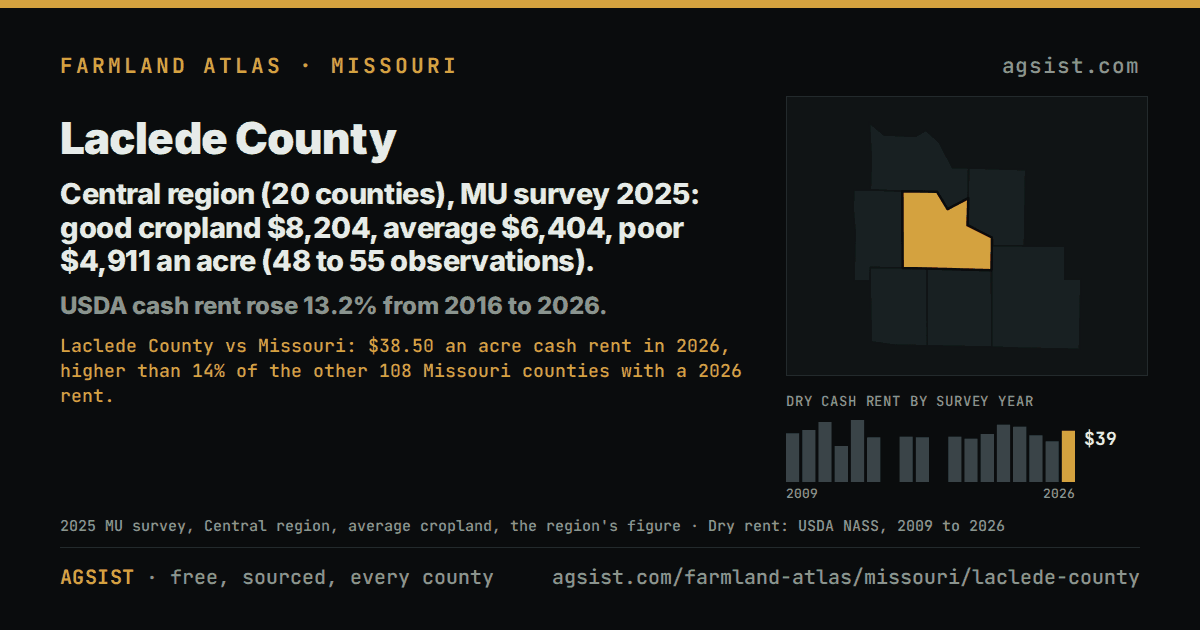 FARMLAND ATLAS · MISSOURI
agsist.com
Laclede County
Central region (20 counties), MU survey 2025:
good cropland $8,204, average $6,404, poor
$4,911 an acre (48 to 55 observations).
USDA cash rent rose 13.2% from 2016 to 2026.
Laclede County vs Missouri: $38.50 an acre cash rent in 2026,
higher than 14% of the other 108 Missouri counties with a 2026
rent.
DRY CASH RENT BY SURVEY YEAR
$39
2009
2026
2025 MU survey, Central region, average cropland, the region's figure · Dry rent: USDA NASS, 2009 to 2026
AGSIST · free, sourced, every county
agsist.com/farmland-atlas/missouri/laclede-county